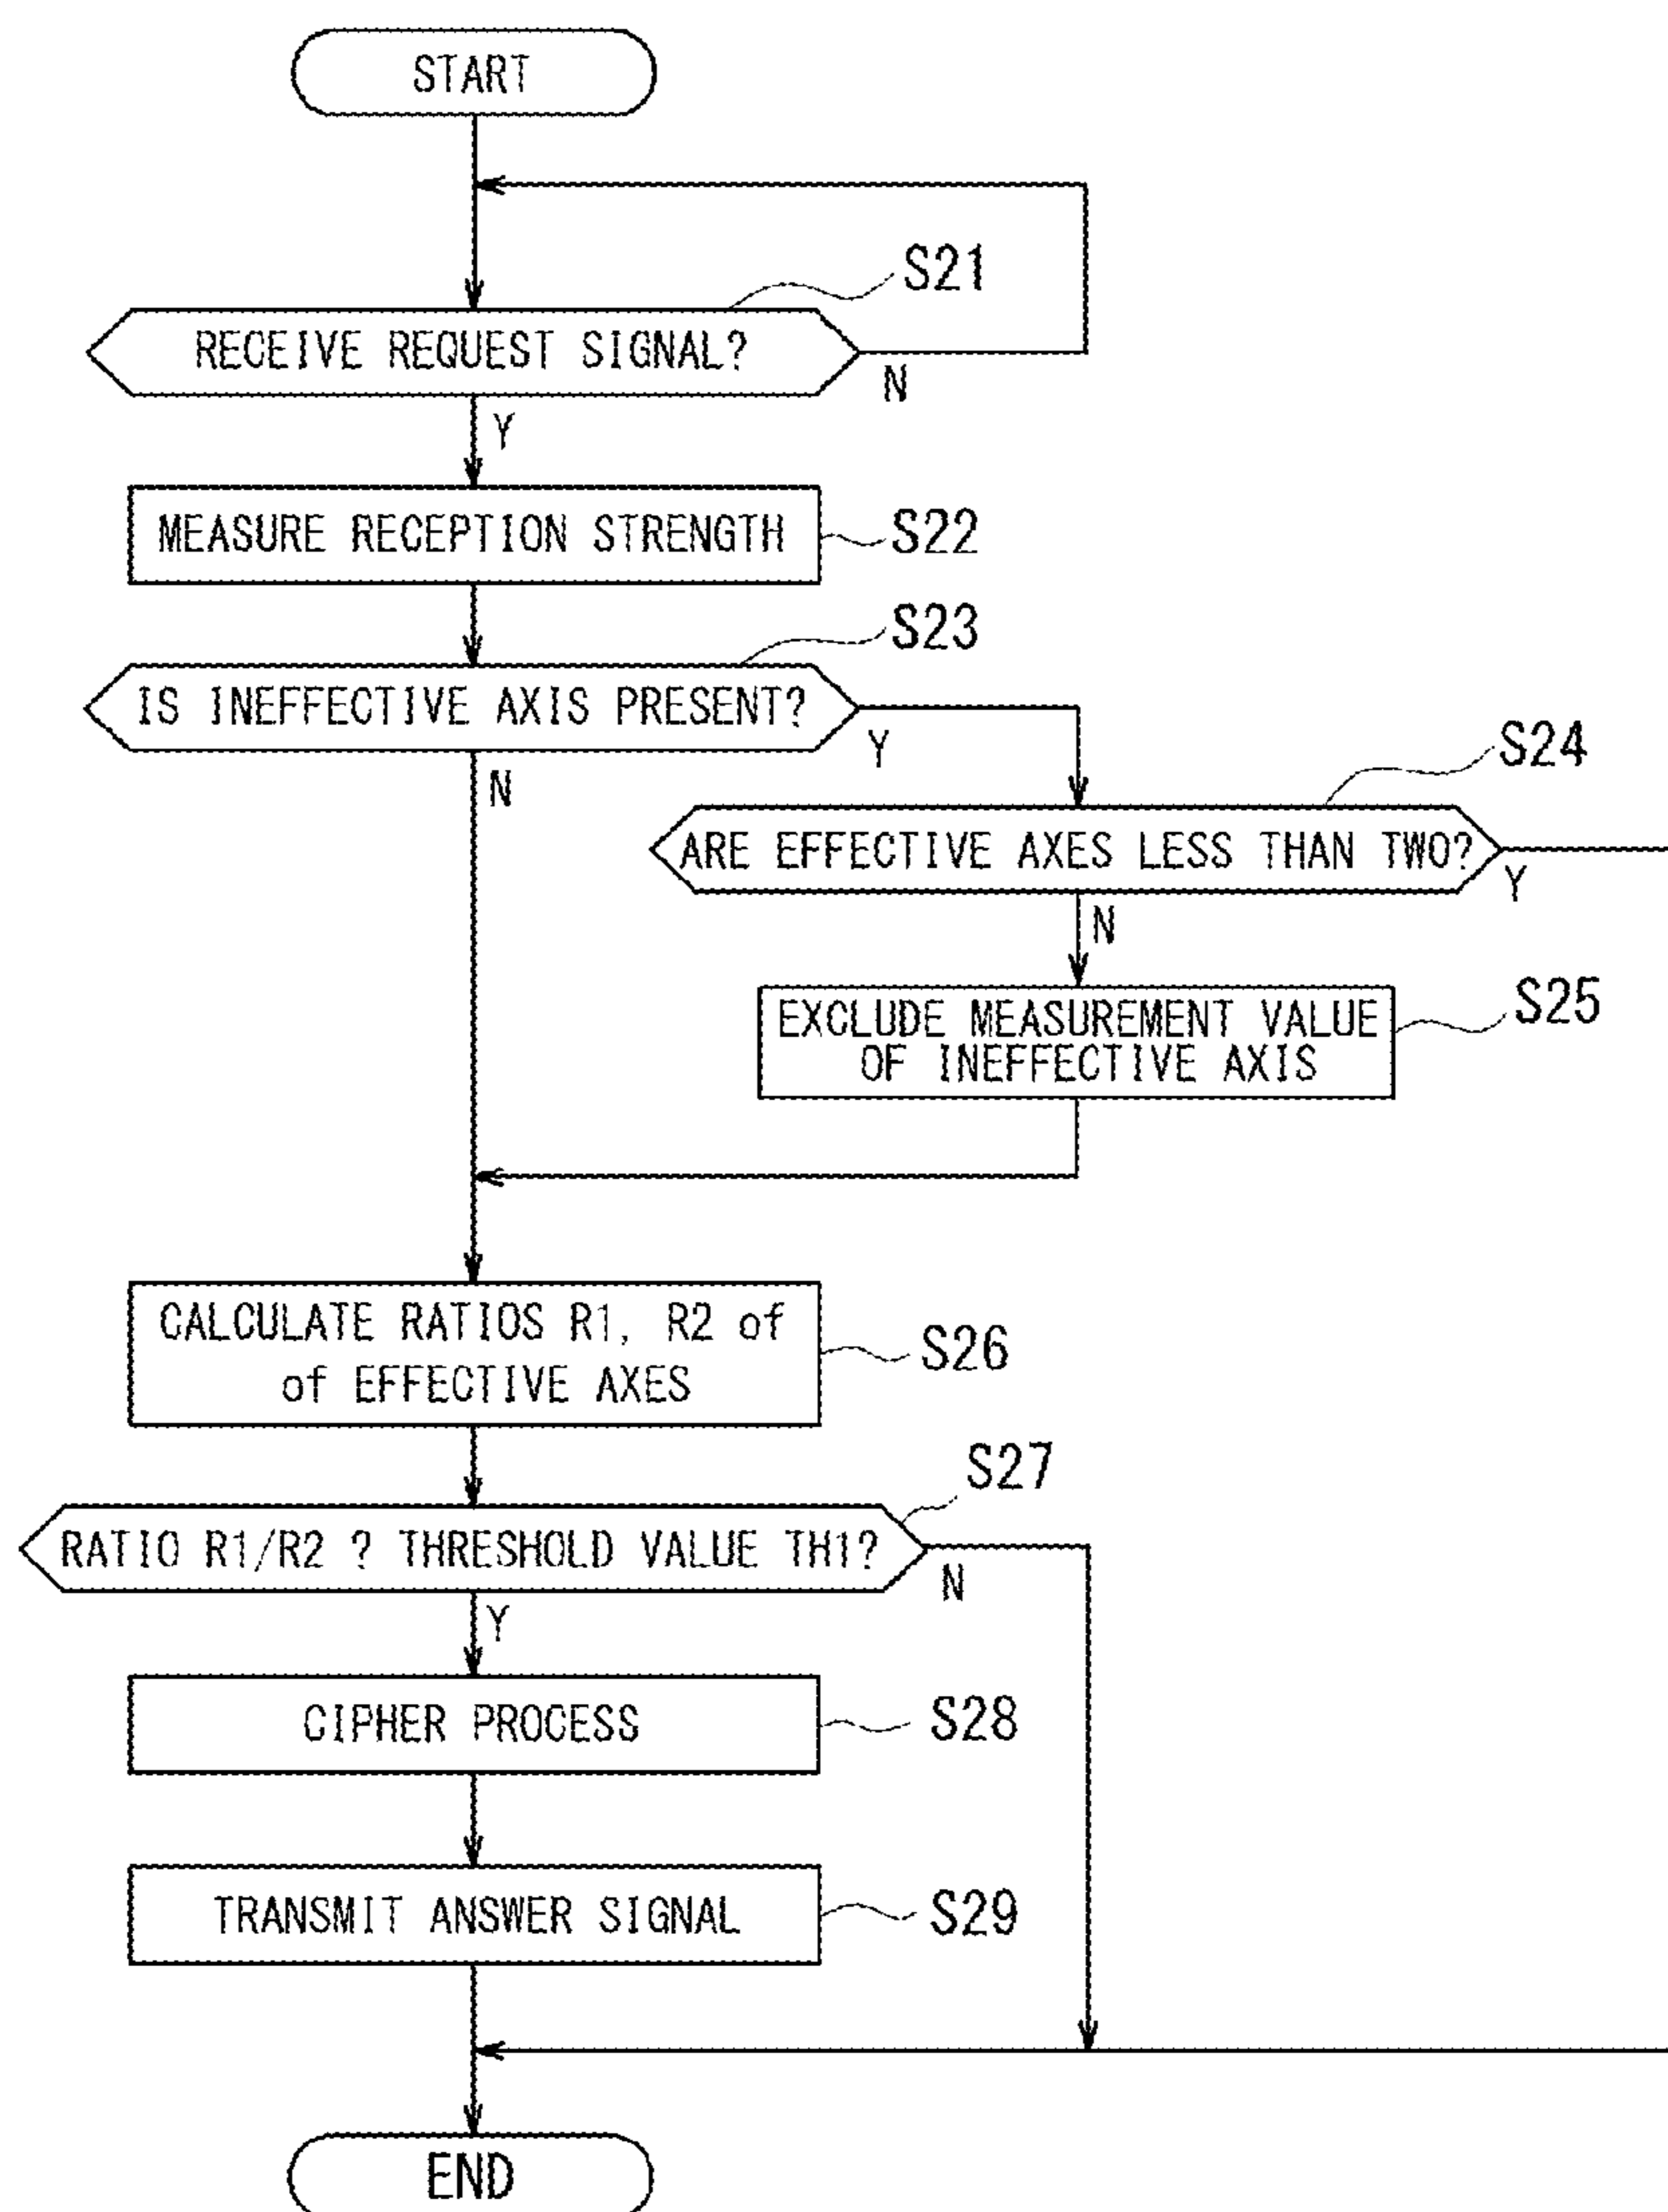 START
S21
RECEIVE REQUEST SIGNAL?
N
Y
MEASURE RECEPTION STRENGTH
S22
S23
IS INEFFECTIVE AXIS PRESENT?
Y
N
S24
ARE EFFECTIVE AXES LESS THAN TWO?
Y
N
S25
EXCLUDE MEASUREMENT VALUE
OF INEFFECTIVE AXIS
CALCULATE RATIOS R1, R2 of
of EFFECTIVE AXES
S26
S27
RATIO R1/R2 ? THRESHOLD VALUE TH1?
N
Y
CIPHER PROCESS
S28
TRANSMIT ANSWER SIGNAL
S29
END